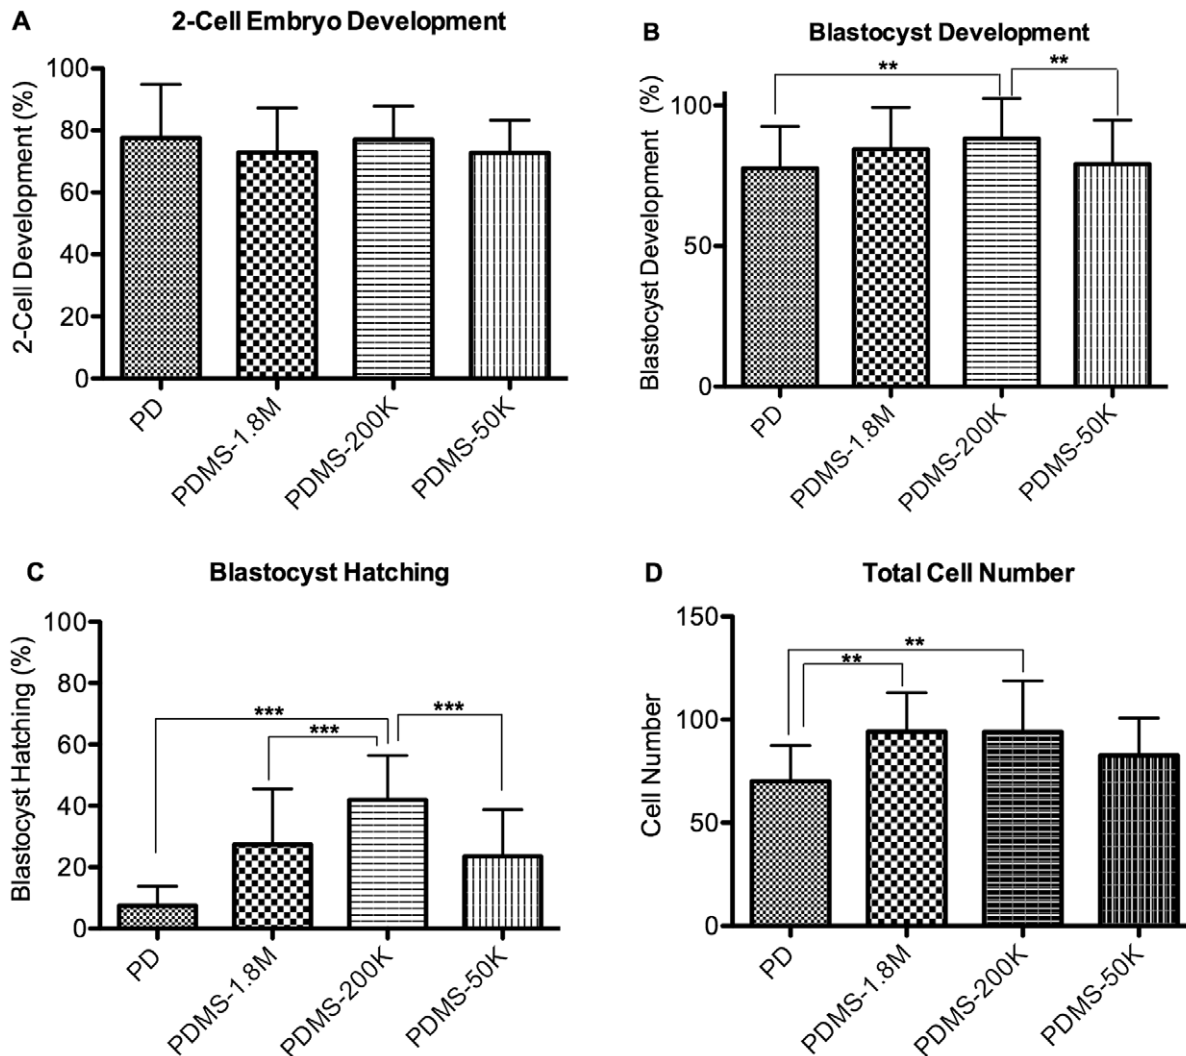 A
2-Cell Embryo Development
2-Cell Development (%)
100
80
60
40
20
0
PD
PDMS-1.8M
PDMS-200K
PDMS-50K
B
Blastocyst Development
Blastocyst Development (%)
**
**
100
50
0
PD
PDMS-1.8M
PDMS-200K
PDMS-50K
C
Blastocyst Hatching
Blastocyst Hatching (%)
100
80
60
40
20
0
***
***
***
PD
PDMS-1.8M
PDMS-200K
PDMS-50K
D
Total Cell Number
Cell Number
150
100
50
0
**
**
PD
PDMS-1.8M
PDMS-200K
PDMS-50K